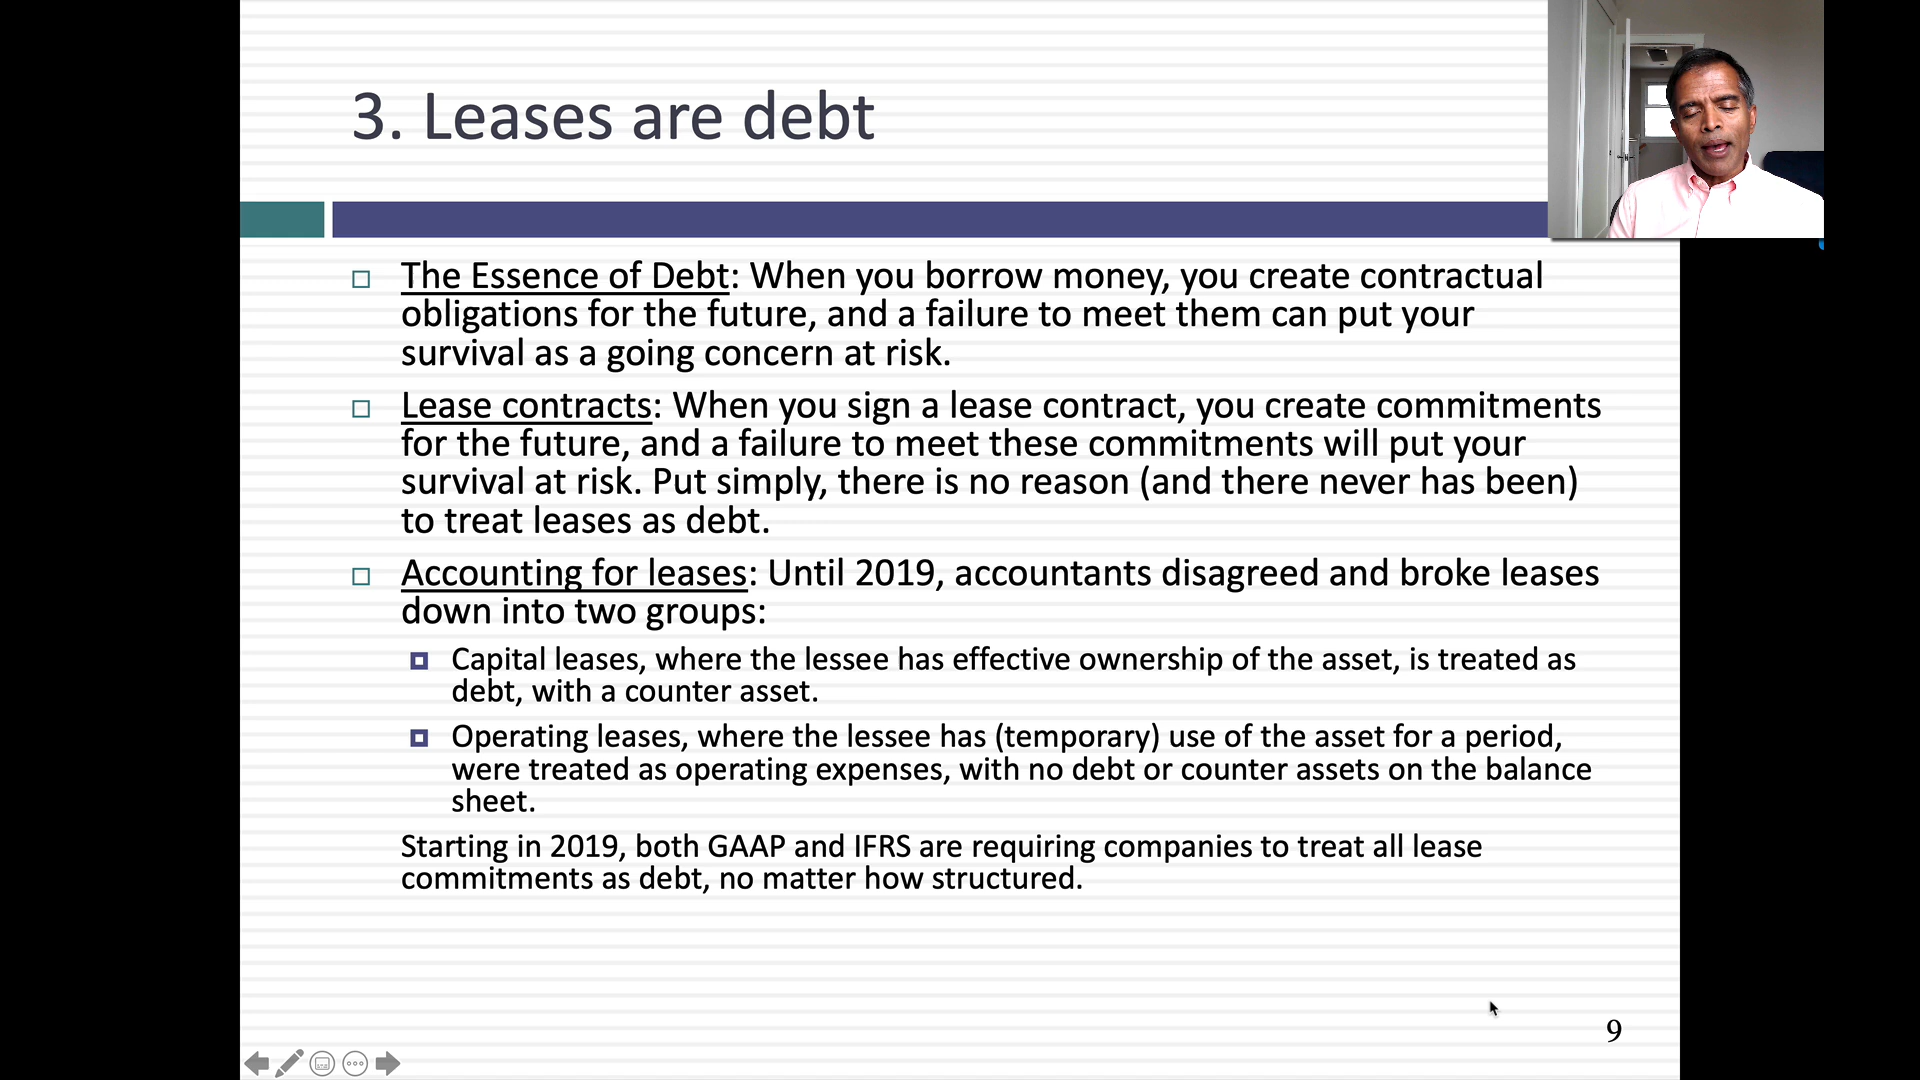 3. Leases are debt
The Essence of Debt: When you borrow money, you create contractual
obligations for the future, and a failure to meet them can put your
survival as a going concern at risk.
Lease contracts: When you sign a lease contract, you create commitments
for the future, and a failure to meet these commitments will put your
survival at risk. Put simply, there is no reason (and there never has been)
to treat leases as debt.
Accounting for leases: Until 2019, accountants disagreed and broke leases
down into two groups:
Capital leases, where the lessee has effective ownership of the asset, is treated as
debt, with a counter asset.
Operating leases, where the lessee has (temporary) use of the asset for a period,
were treated as operating expenses, with no debt or counter assets on the balance
sheet.
Starting in 2019, both GAAP and IFRS are requiring companies to treat all lease
commitments as debt, no matter how structured.
9